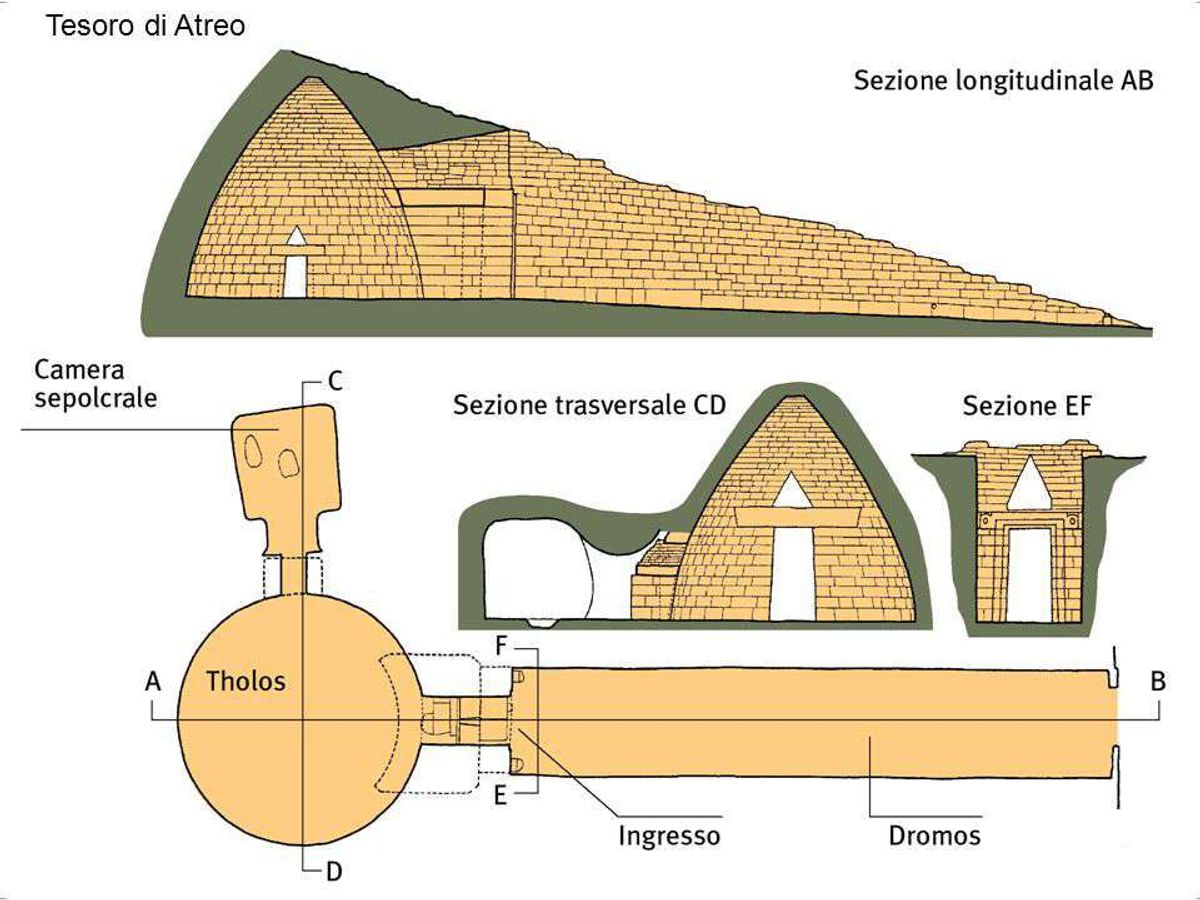 Tesoro di Atreo
Sezione longitudinale AB
Camera
sepolcrale
C
Sezione trasversale CD
Sezione EF
F
A
Tholos
B
E
Ingresso
Dromos
D